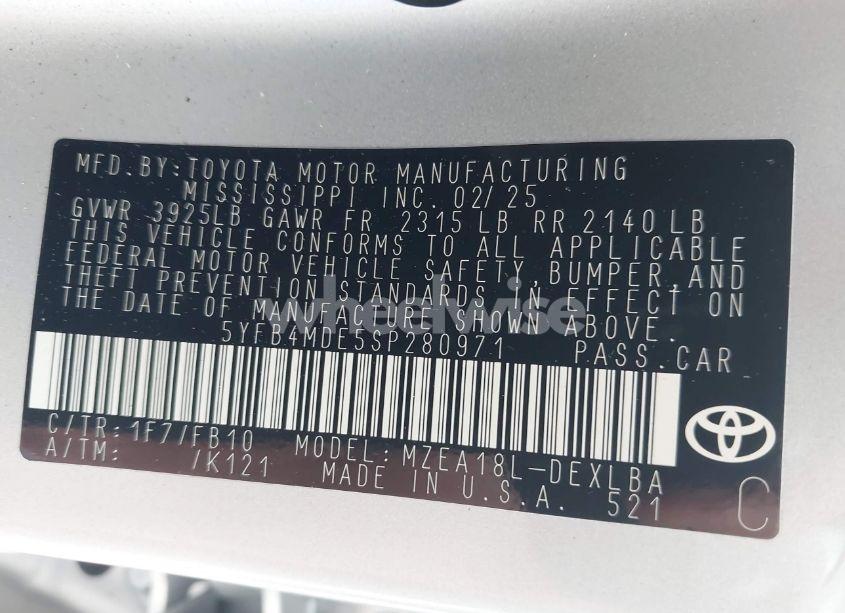 MFD. BY: TOYOTA MOTOR MANUFACTURING
MISSISSIPPI INC. 02/25
GVWR 3925LB GAWR FR 2315 LB RR 2140 LB
THIS VEHICLE CONFORMS TO ALL APPLICABLE
FEDERAL MOTOR VEHICLE SAFETY, BUMPER, AND
THEFT PREVENTION STANDARDS IN EFFECT ON
THE DATE OF MANUFACTURE SHOWN ABOVE.
wheelwise
5YFB4MDE5SP280971 PASS. CAR
C/TR: 1F7/FB10 MODEL: MZEA18L-DEXLBA
A/TM: /K121 MADE IN U.S.A. 521
C